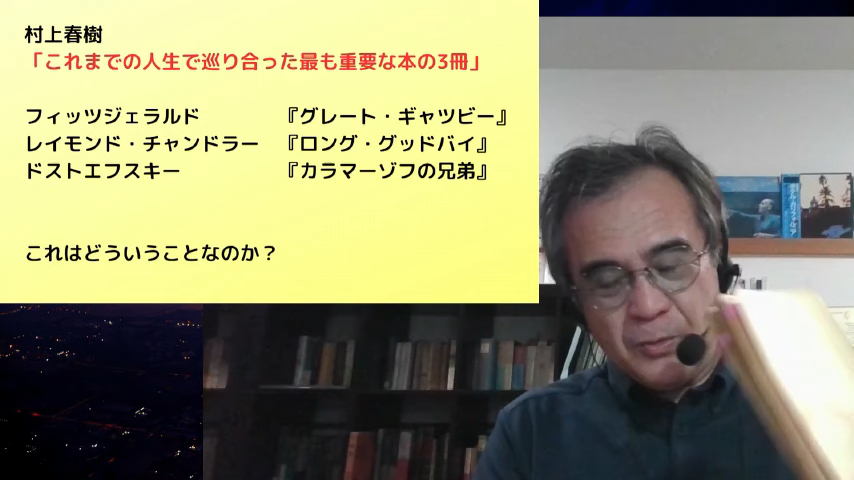 村上春樹
「これまでの人生で巡り合った最も重要な本の3冊」
フィッツジェラルド 『グレート・ギャツビー』
レイモンド・チャンドラー 『ロング・グッドバイ』
ドストエフスキー 『カラマーゾフの兄弟』
これはどういうことなのか？